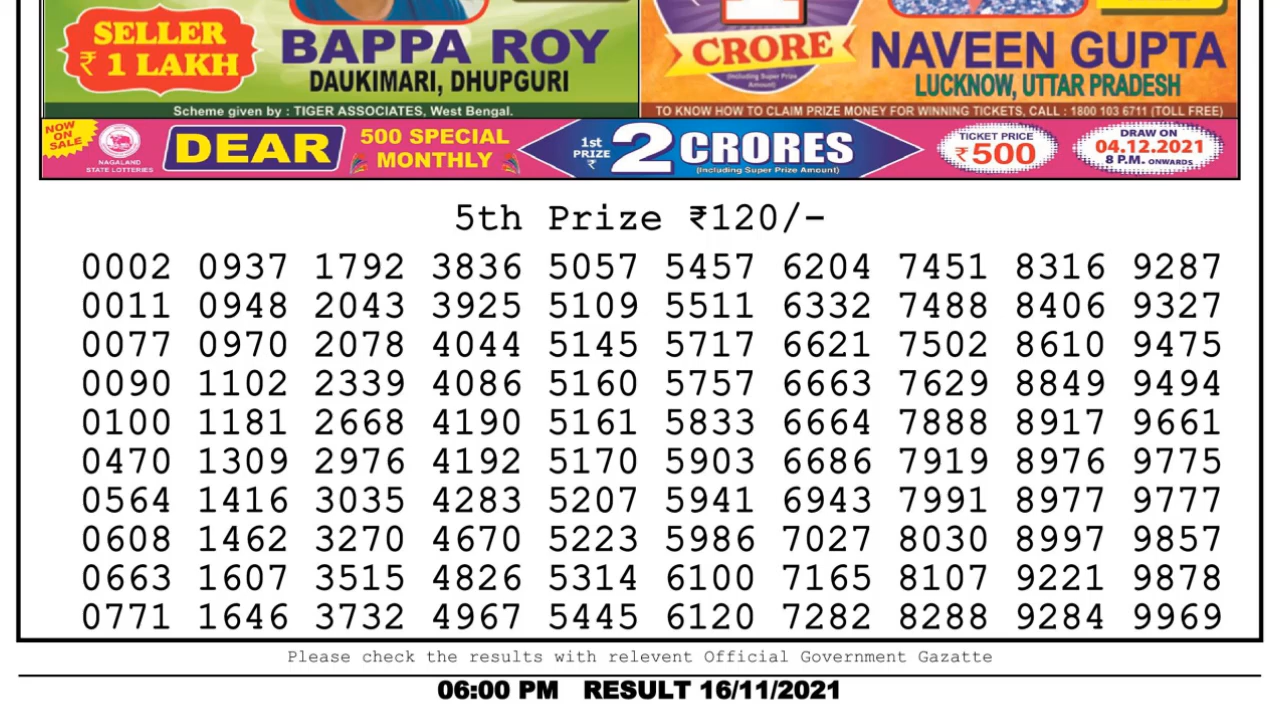 SELLER
₹ 1 LAKH
BAPPA ROY
DAUKIMARI, DHUPGURI
Scheme given by : TIGER ASSOCIATES, West Bengal.
1
CRORE
(Including Super Prize
Amount)
NAVEEN GUPTA
LUCKNOW, UTTAR PRADESH
TO KNOW HOW TO CLAIM PRIZE MONEY FOR WINNING TICKETS, CALL : 1800 103 6711 (TOLL FREE)
NOW
ON
SALE
NAGALAND
STATE LOTTERIES
DEAR
500 SPECIAL
MONTHLY
1st
PRIZE
₹
2 CRORES
(Including Super Prize Amount)
TICKET PRICE
₹500
DRAW ON
04.12.2021
8 P.M. ONWARDS
5th Prize ₹120/-
0002 0937 1792 3836 5057 5457 6204 7451 8316 9287
0011 0948 2043 3925 5109 5511 6332 7488 8406 9327
0077 0970 2078 4044 5145 5717 6621 7502 8610 9475
0090 1102 2339 4086 5160 5757 6663 7629 8849 9494
0100 1181 2668 4190 5161 5833 6664 7888 8917 9661
0470 1309 2976 4192 5170 5903 6686 7919 8976 9775
0564 1416 3035 4283 5207 5941 6943 7991 8977 9777
0608 1462 3270 4670 5223 5986 7027 8030 8997 9857
0663 1607 3515 4826 5314 6100 7165 8107 9221 9878
0771 1646 3732 4967 5445 6120 7282 8288 9284 9969
Please check the results with relevent Official Government Gazatte
06:00 PM RESULT 16/11/2021